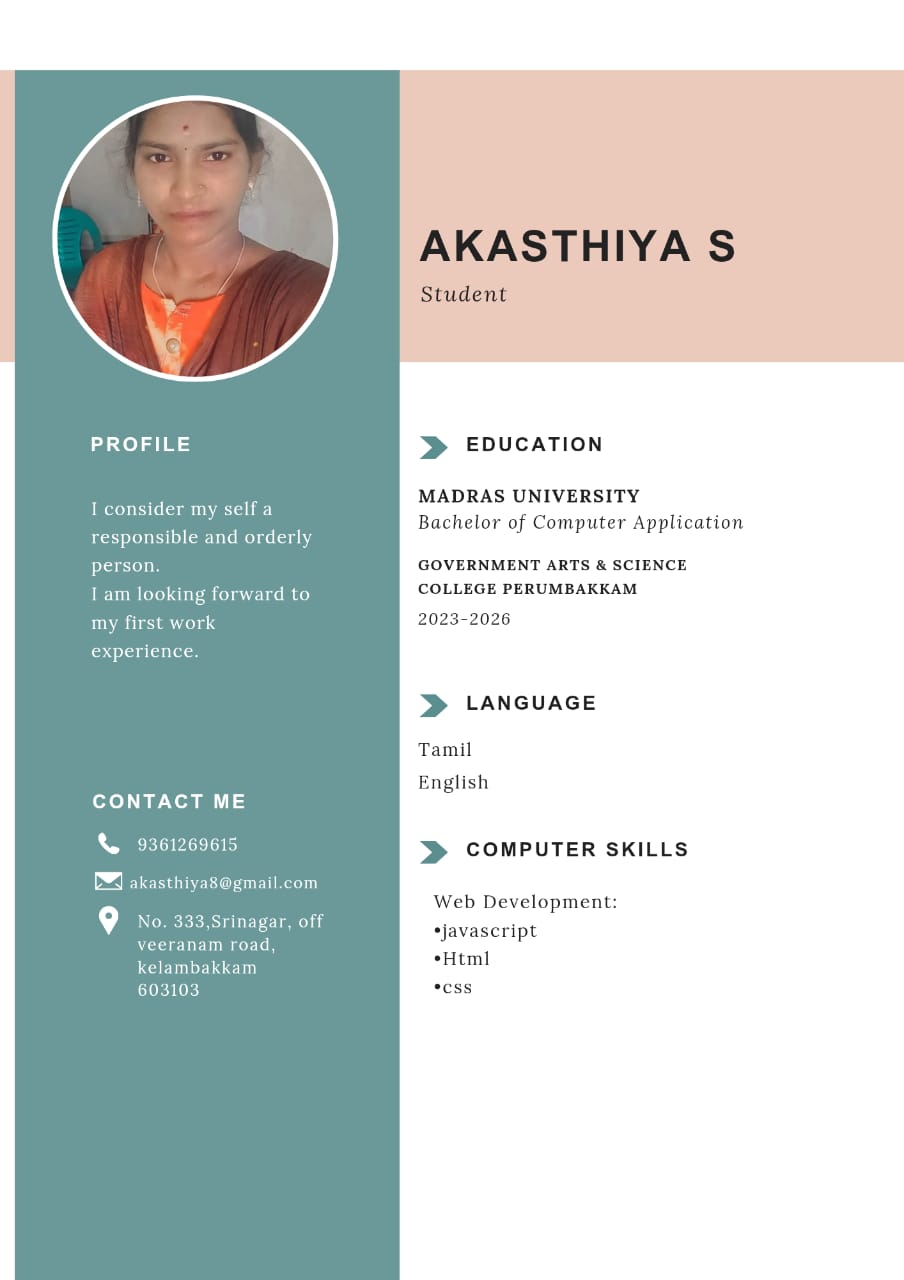 AKASTHIYA S
Student
PROFILE
I consider my self a
responsible and orderly
person.
I am looking forward to
my first work
experience.
CONTACT ME
9361269615
akasthiya8@gmail.com
No. 333,Srinagar, off
veeranam road,
kelambakkam
603103
EDUCATION
MADRAS UNIVERSITY
Bachelor of Computer Application
GOVERNMENT ARTS & SCIENCE
COLLEGE PERUMBAKKAM
2023-2026
LANGUAGE
Tamil
English
COMPUTER SKILLS
Web Development:
•javascript
•Html
•css